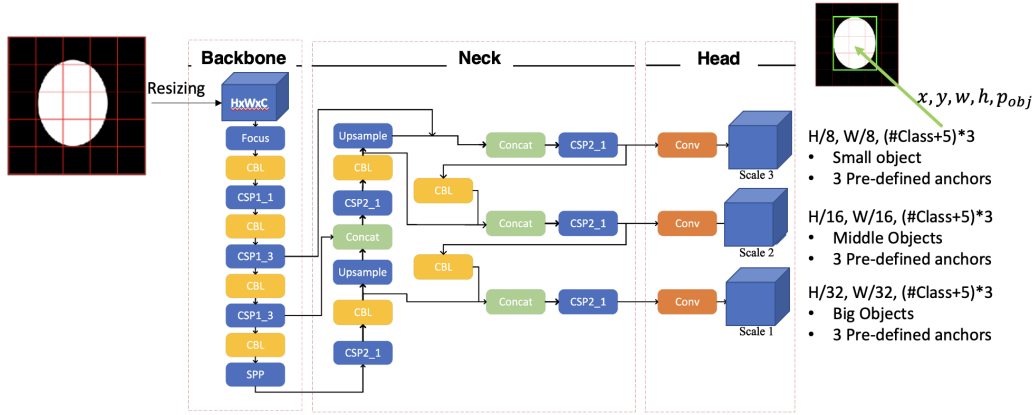 Backbone
Neck
Head
Resizing
HxWxC
Focus
CBL
CSP1_1
CBL
CSP1_3
CBL
CSP1_3
CBL
SPP
Upsample
CBL
CSP2_1
Concat
Upsample
CBL
CSP2_1
CBL
CBL
Concat
CSP2_1
Concat
CSP2_1
Concat
CSP2_1
Conv
Scale 3
Conv
Scale 2
Conv
Scale 1
x, y, w, h, p_obj
H/8, W/8, (#Class+5)*3
• Small object
• 3 Pre-defined anchors
H/16, W/16, (#Class+5)*3
• Middle Objects
• 3 Pre-defined anchors
H/32, W/32, (#Class+5)*3
• Big Objects
• 3 Pre-defined anchors